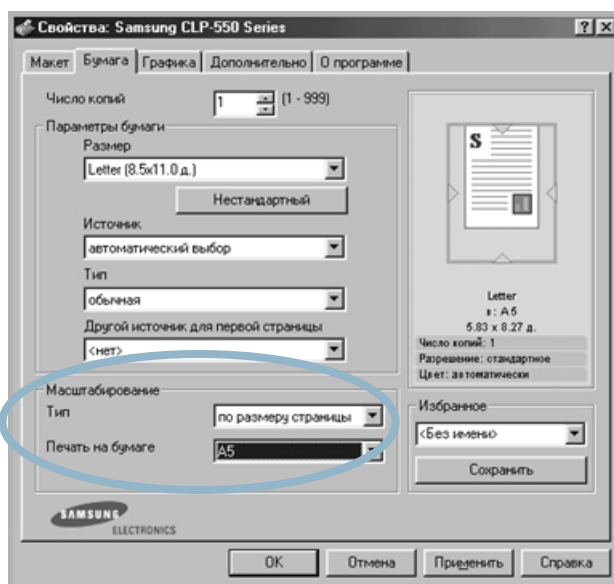 Свойства: Samsung CLP-550 Series
Макет Бумага Графика Дополнительно О программе
Число копий 1 (1 - 999)
Параметры бумаги
Размер
Letter (8.5x11.0 д.)
Нестандартный
Источник
автоматический выбор
Тип
обычная
Другой источник для первой страницы
<нет>
S
Letter
в: A5
5.83 x 8.27 д.
Число копий: 1
Разрешение: стандартное
Цвет: автоматически
Масштабирование
Тип по размеру страницы
Печать на бумаге A5
Избранное
<Без имени>
Сохранить
SAMSUNG
ELECTRONICS
OK Отмена Применить Справка